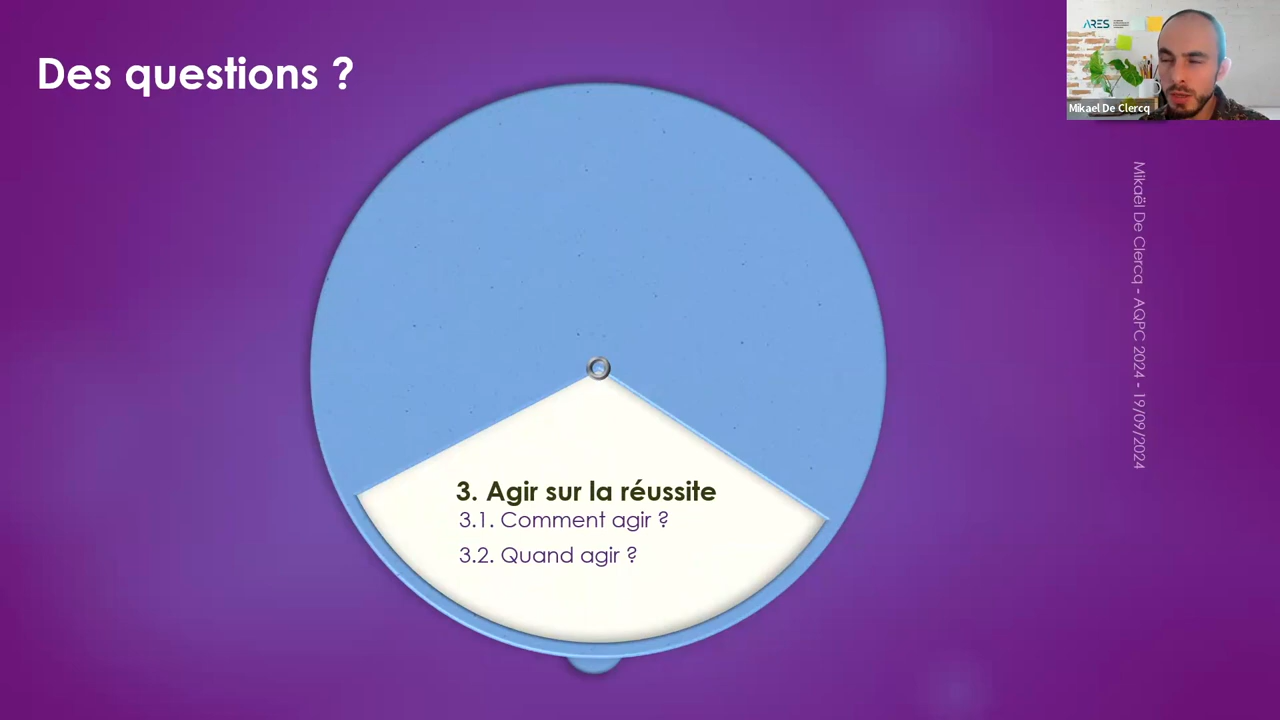 Des questions ?
ARES
Mikael De Clercq
Mikaël De Clercq - AQPC 2024 - 19/09/2024
3. Agir sur la réussite
3.1. Comment agir ?
3.2. Quand agir ?